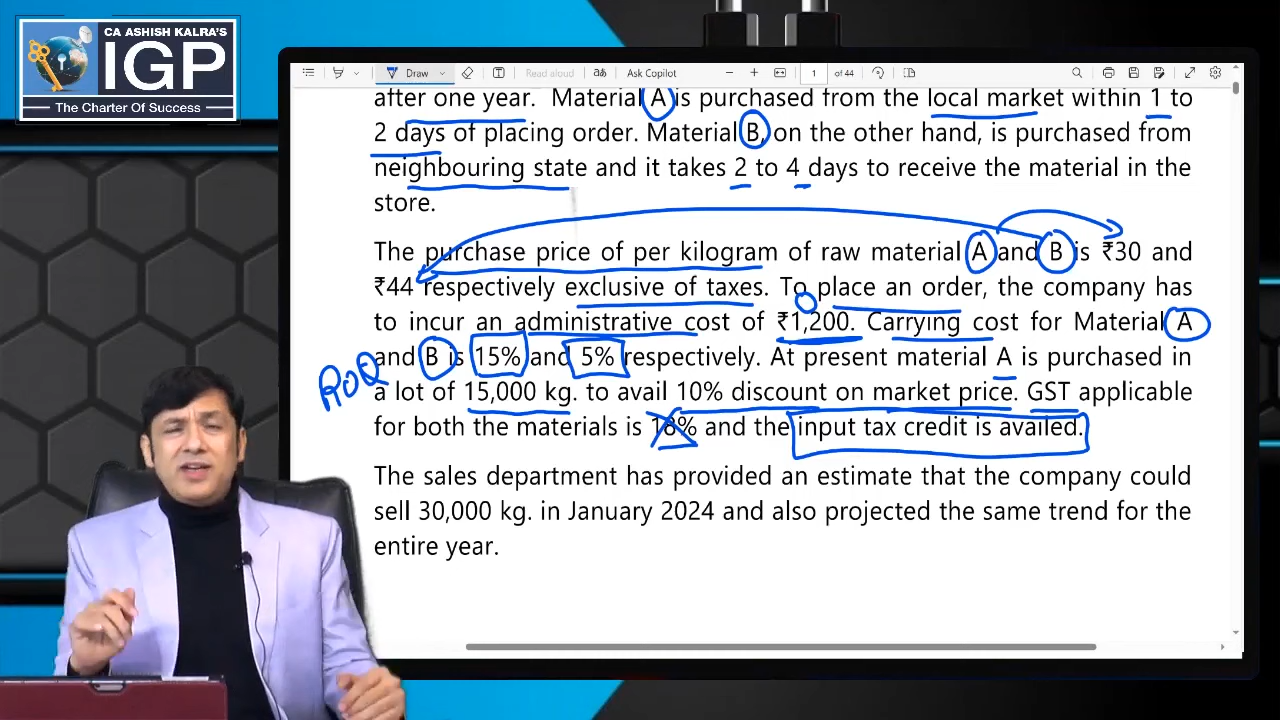 CA ASHISH KALRA'S
IGP
The Charter Of Success
Draw
Read aloud
Ask Copilot
1
of 44
after one year. Material A is purchased from the local market within 1 to
2 days of placing order. Material B, on the other hand, is purchased from
neighbouring state and it takes 2 to 4 days to receive the material in the
store.
The purchase price of per kilogram of raw material A and B is ₹30 and
₹44 respectively exclusive of taxes. To place an order, the company has
to incur an administrative cost of ₹1,200. Carrying cost for Material A
and B is 15% and 5% respectively. At present material A is purchased in
ROQ
a lot of 15,000 kg. to avail 10% discount on market price. GST applicable
for both the materials is 18% and the input tax credit is availed.
The sales department has provided an estimate that the company could
sell 30,000 kg. in January 2024 and also projected the same trend for the
entire year.